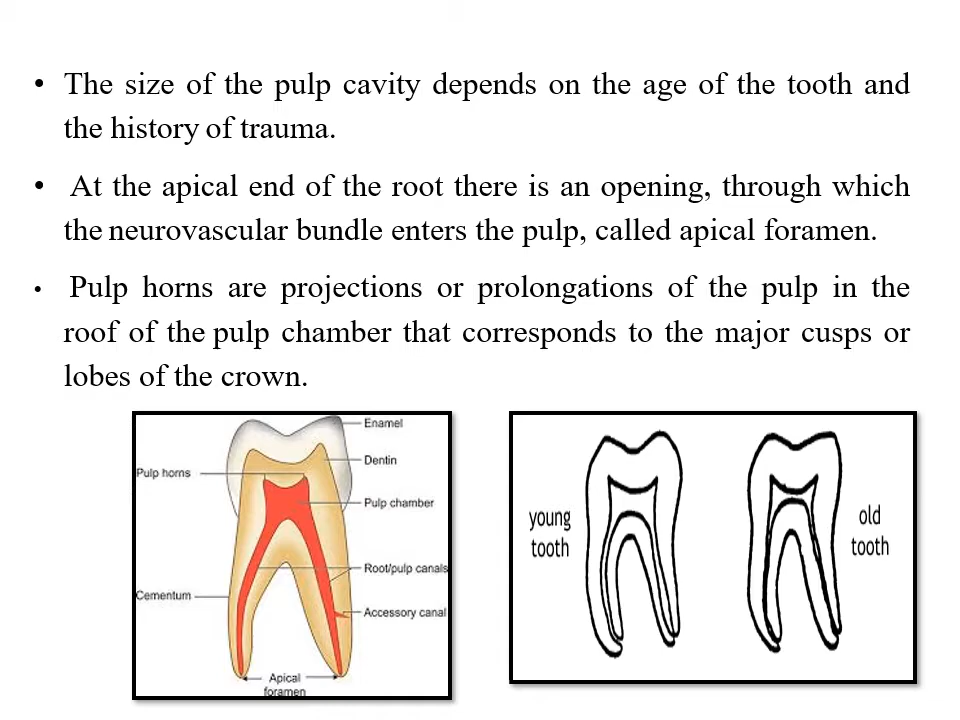 • The size of the pulp cavity depends on the age of the tooth and
the history of trauma.
• At the apical end of the root there is an opening, through which
the neurovascular bundle enters the pulp, called apical foramen.
• Pulp horns are projections or prolongations of the pulp in the
roof of the pulp chamber that corresponds to the major cusps or
lobes of the crown.
Enamel
Dentin
Pulp horns
Pulp chamber
Root/pulp canals
Cementum
Accessory canal
Apical
foramen
young
tooth
old
tooth